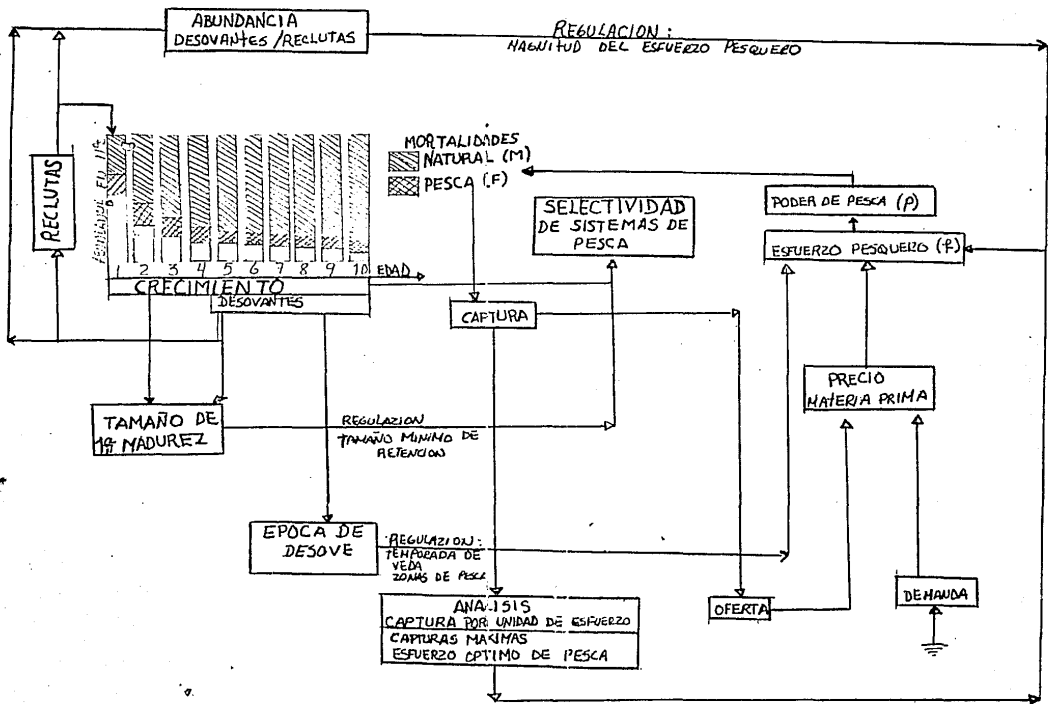 ABUNDANCIA
DESOVANTES / RECLUTAS
REGULACION:
MAGNITUD DEL ESFUERZO PESQUERO
RECLUTAS
MORTALIDADES
NATURAL (M)
PESCA (F)
1 2 3 4 5 6 7 8 9 10 EDAD
CRECIMIENTO
DESOVANTES
SELECTIVIDAD
DE SISTEMAS DE
PESCA
PODER DE PESCA (P)
ESFUERZO PESQUERO (f)
CAPTURA
PRECIO
MATERIA PRIMA
TAMAÑO DE
1ª MADUREZ
REGULAZION
TAMAÑO MINIMO DE
RETENCION
EPOCA DE
DESOVE
REGULAZION:
TEMPORADA DE
VEDA
ZONAS DE PESCA
ANALISIS
CAPTURA POR UNIDAD DE ESFUERZO
CAPTURAS MAXIMAS
ESFUERZO OPTIMO DE PESCA
OFERTA
DEMANDA